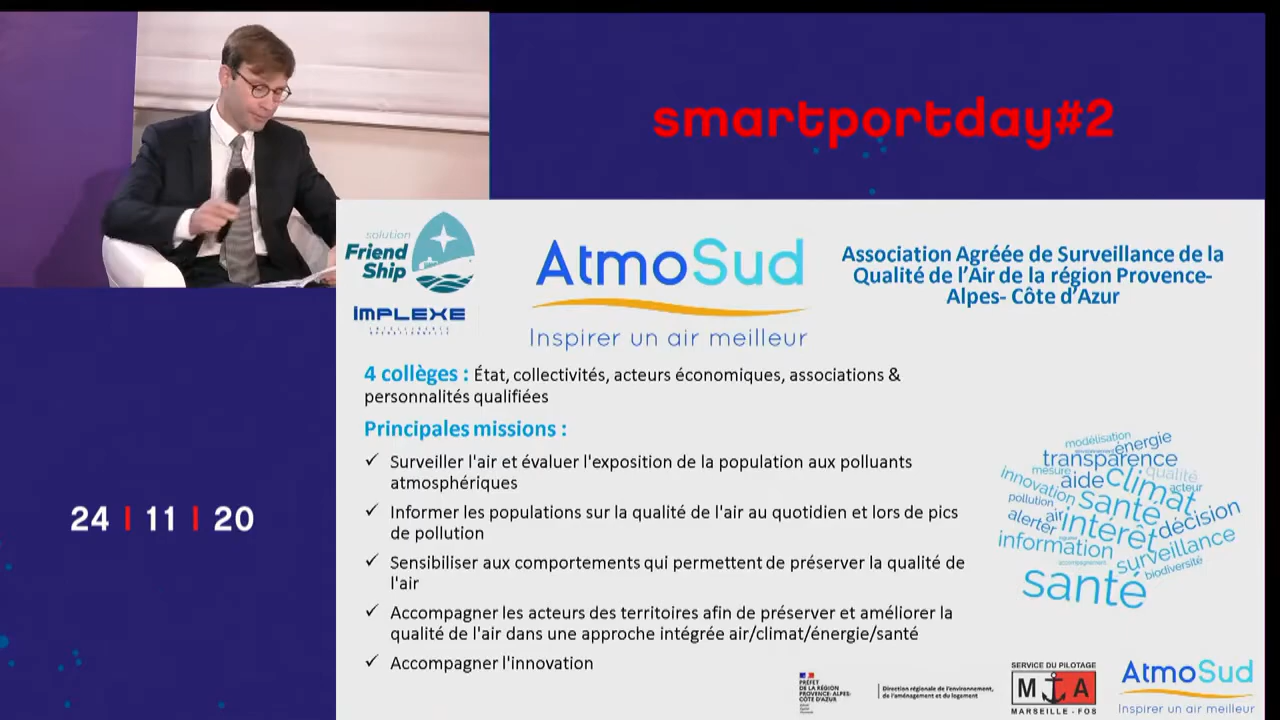 smartportday#2
solution
Friend
Ship
IMPLEXE
AtmoSud
Inspirer un air meilleur
Association Agréée de Surveillance de la
Qualité de l'Air de la région Provence-
Alpes- Côte d'Azur
4 collèges : État, collectivités, acteurs économiques, associations &
personnalités qualifiées
Principales missions :
✓ Surveiller l'air et évaluer l'exposition de la population aux polluants
atmosphériques
✓ Informer les populations sur la qualité de l'air au quotidien et lors de pics
de pollution
✓ Sensibiliser aux comportements qui permettent de préserver la qualité de
l'air
✓ Accompagner les acteurs des territoires afin de préserver et améliorer la
qualité de l'air dans une approche intégrée air/climat/énergie/santé
✓ Accompagner l'innovation
24 | 11 | 20
modélisation
énergie
transparence
mesure
qualité
innovation
aide
climat
acteur
pollution
santé
alerter
air
intérêt
décision
information
surveillance
biodiversité
santé
PRÉFET
DE LA RÉGION
PROVENCE-ALPES-
CÔTE D'AZUR
Direction régionale de l'environnement,
de l'aménagement et du logement
SERVICE DU PILOTAGE
M A
MARSEILLE - FOS
AtmoSud
Inspirer un air meilleur